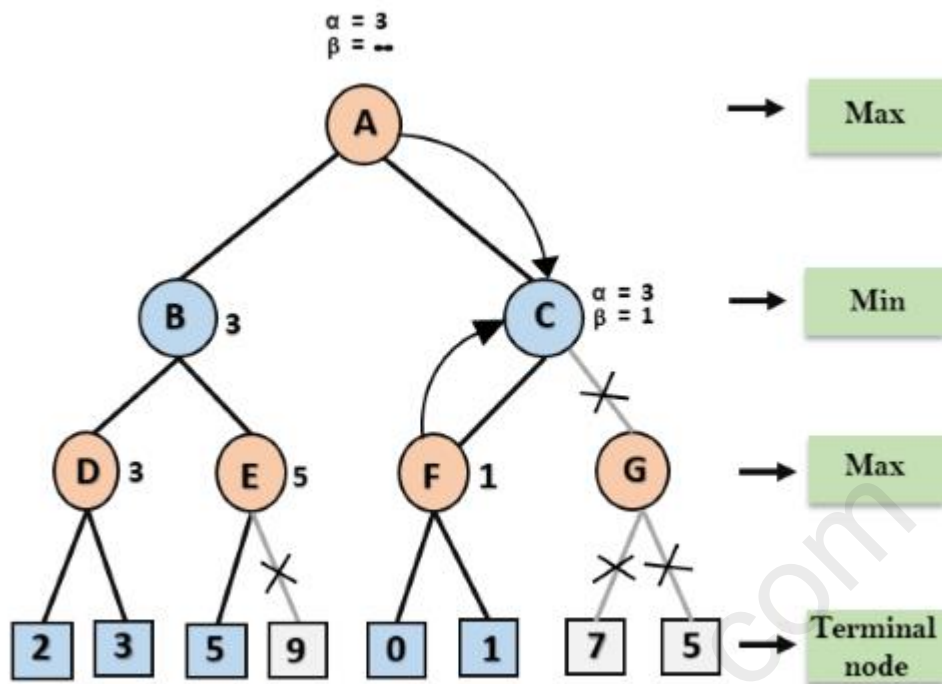 α = 3
β = ∞
A
Max
B
3
C
α = 3
β = 1
Min
D
3
E
5
F
1
G
Max
2
3
5
9
0
1
7
5
Terminal
node
com